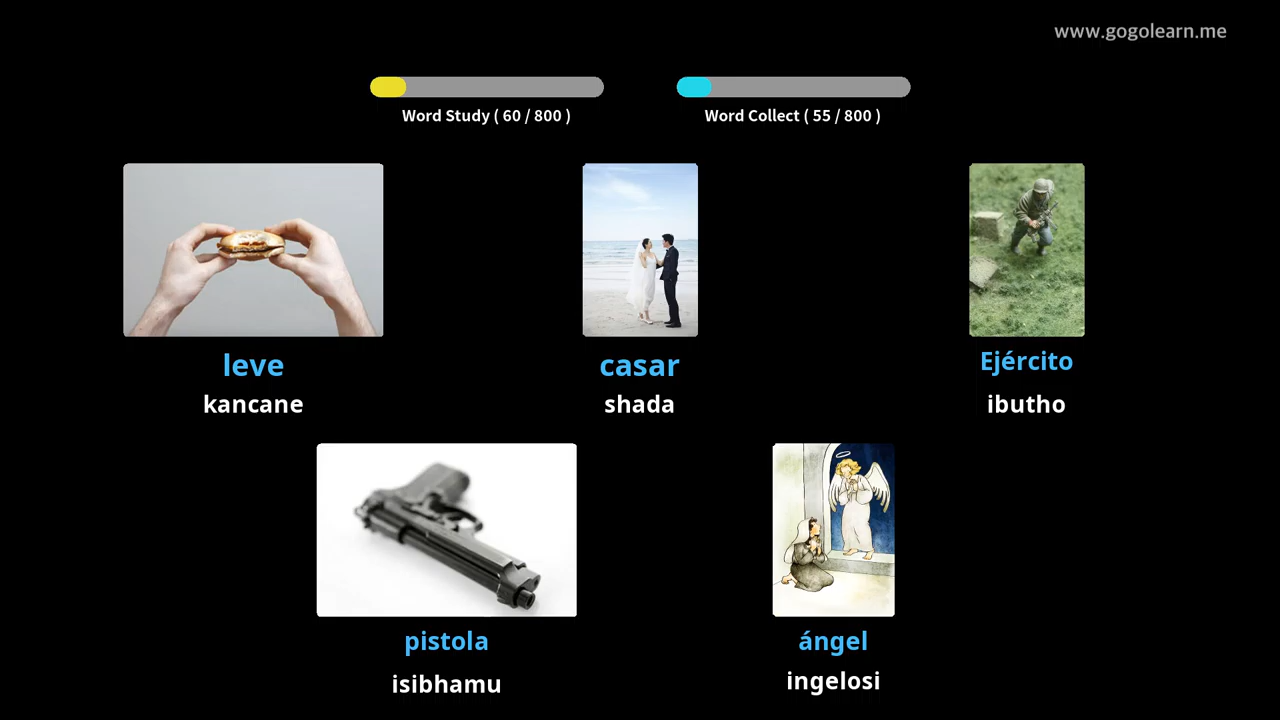 www.gogolearn.me
Word Study ( 60 / 800 )
Word Collect ( 55 / 800 )
leve
kancane
casar
shada
Ejército
ibutho
pistola
isibhamu
ángel
ingelosi